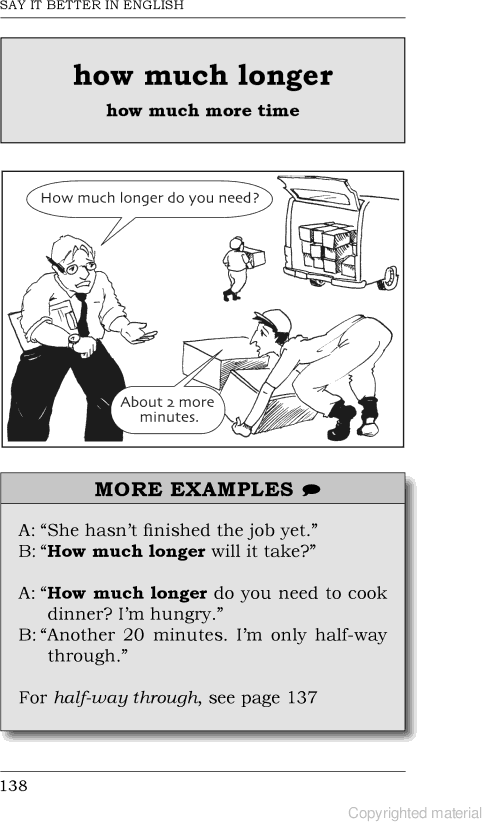 SAY IT BETTER IN ENGLISH
how much longer
how much more time
How much longer do you need?
About 2 more
minutes.
MORE EXAMPLES
A: “She hasn’t finished the job yet.”
B: “How much longer will it take?”
A: “How much longer do you need to cook
dinner? I’m hungry.”
B: “Another 20 minutes. I’m only half-way
through.”
For half-way through, see page 137
138
Copyrighted material